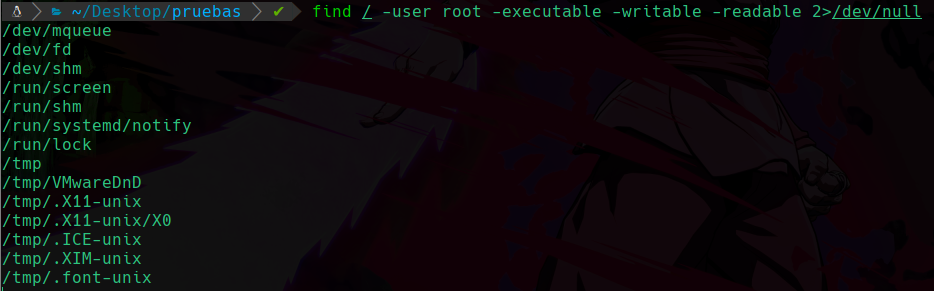 ~/Desktop/pruebas ✔ find / -user root -executable -writable -readable 2>/dev/null
/dev/mqueue
/dev/fd
/dev/shm
/run/screen
/run/shm
/run/systemd/notify
/run/lock
/tmp
/tmp/VMwareDnD
/tmp/.X11-unix
/tmp/.X11-unix/X0
/tmp/.ICE-unix
/tmp/.XIM-unix
/tmp/.font-unix